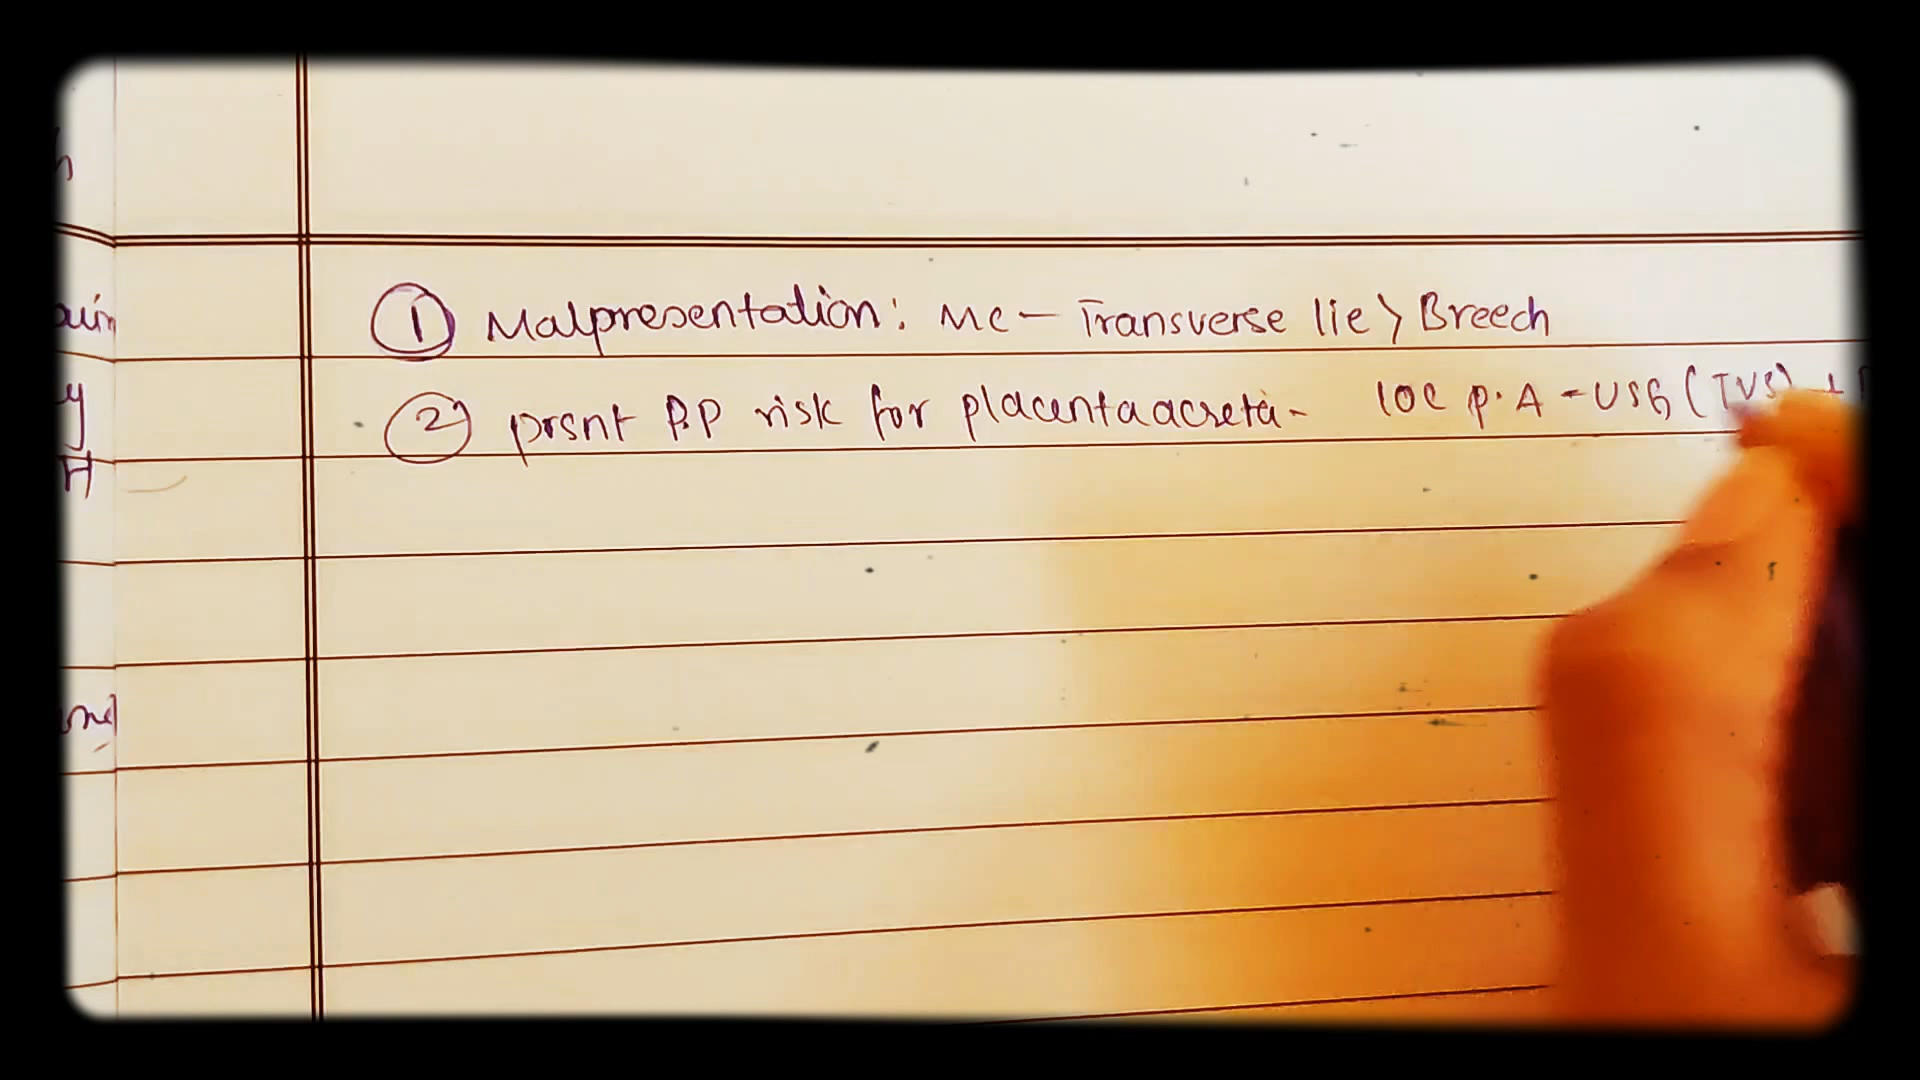 ① Malpresentation: MC - Transverse lie > Breech
② prsnt P.P risk for placenta acreta - IOC P.A - USG (TVS) +